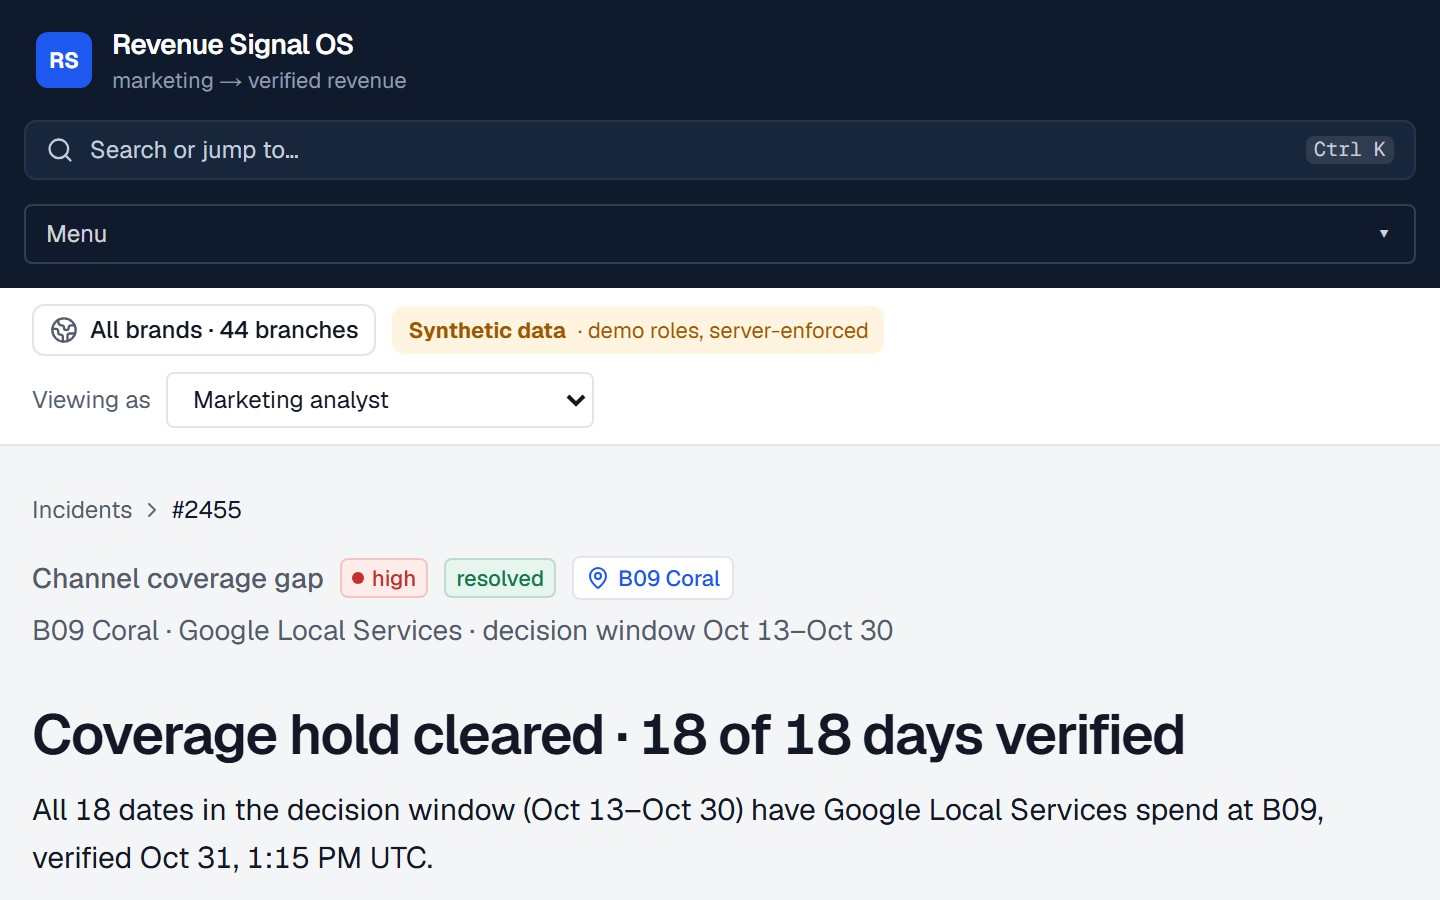 RS
Revenue Signal OS
marketing → verified revenue
Search or jump to...
Ctrl K
Menu
All brands · 44 branches
Synthetic data · demo roles, server-enforced
Viewing as
Marketing analyst
Incidents > #2455
Channel coverage gap
high
resolved
B09 Coral
B09 Coral · Google Local Services · decision window Oct 13–Oct 30
Coverage hold cleared · 18 of 18 days verified
All 18 dates in the decision window (Oct 13–Oct 30) have Google Local Services spend at B09,
verified Oct 31, 1:15 PM UTC.